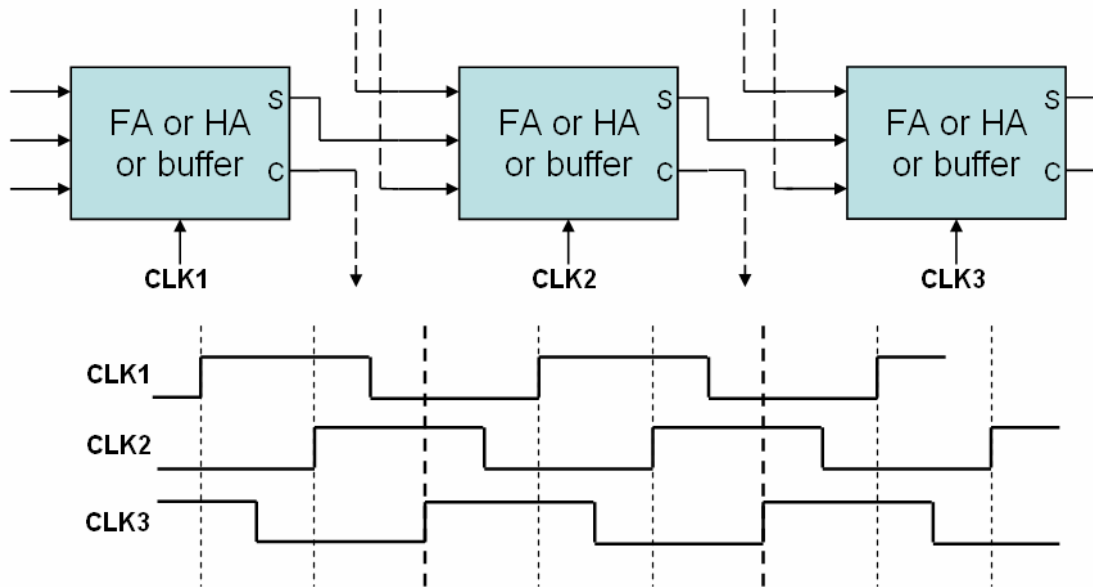 FA or HA
or buffer
S
C
CLK1
FA or HA
or buffer
S
C
CLK2
FA or HA
or buffer
S
C
CLK3
CLK1
CLK2
CLK3